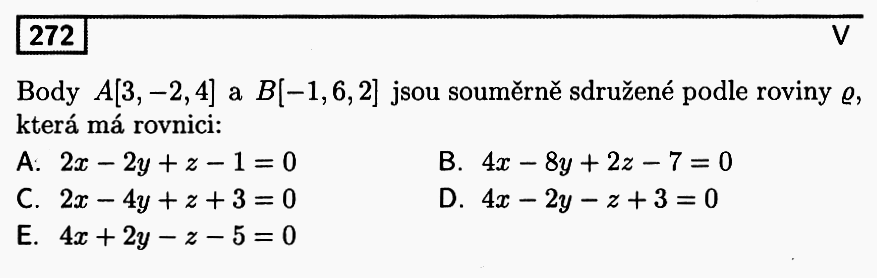 272 V
Body A[3, −2, 4] a B[−1, 6, 2] jsou souměrně sdružené podle roviny ϱ,
která má rovnici:
A. 2x − 2y + z − 1 = 0 B. 4x − 8y + 2z − 7 = 0
C. 2x − 4y + z + 3 = 0 D. 4x − 2y − z + 3 = 0
E. 4x + 2y − z − 5 = 0